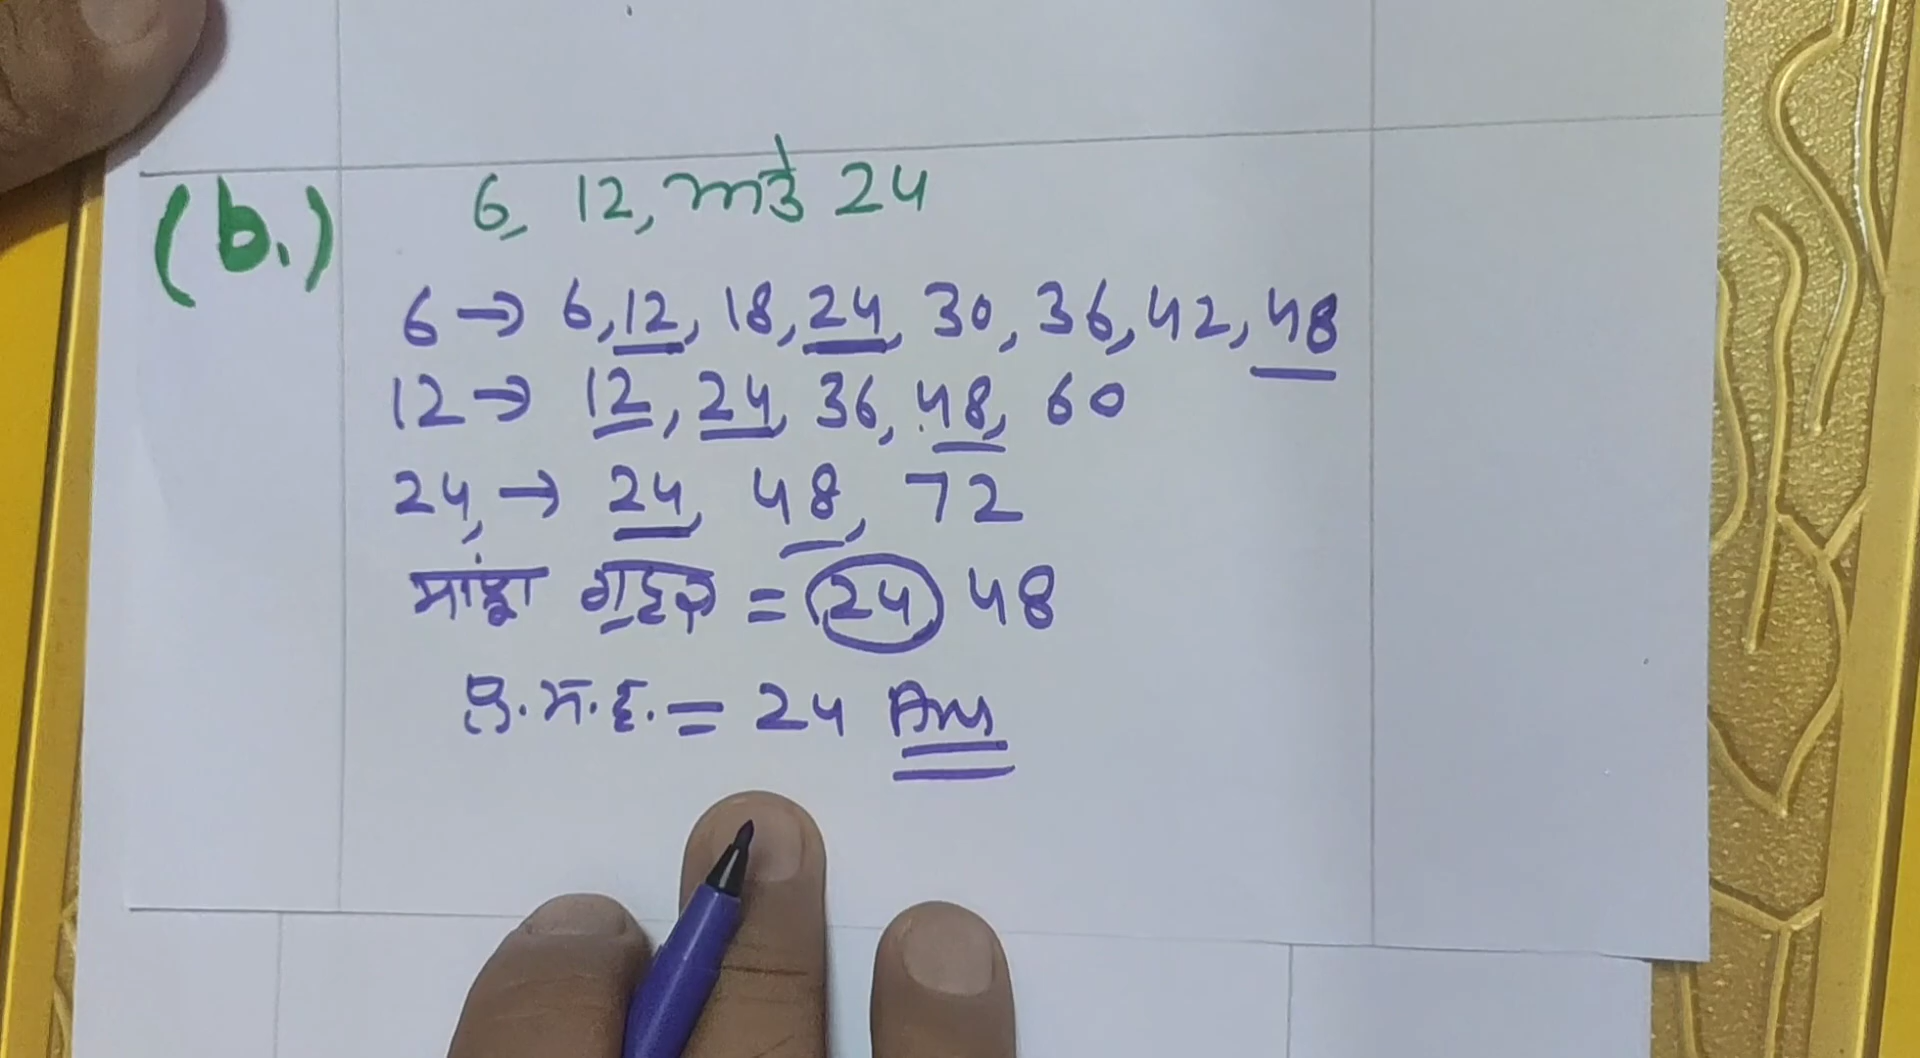 (b.) 6, 12, ਅਤੇ 24
6 → 6, 12, 18, 24, 30, 36, 42, 48
12 → 12, 24, 36, 48, 60
24, → 24, 48, 72
ਸਾਂਝਾ ਗੁਣਜ = 24 48
ਲ.ਸ.ਵ. = 24 Ans